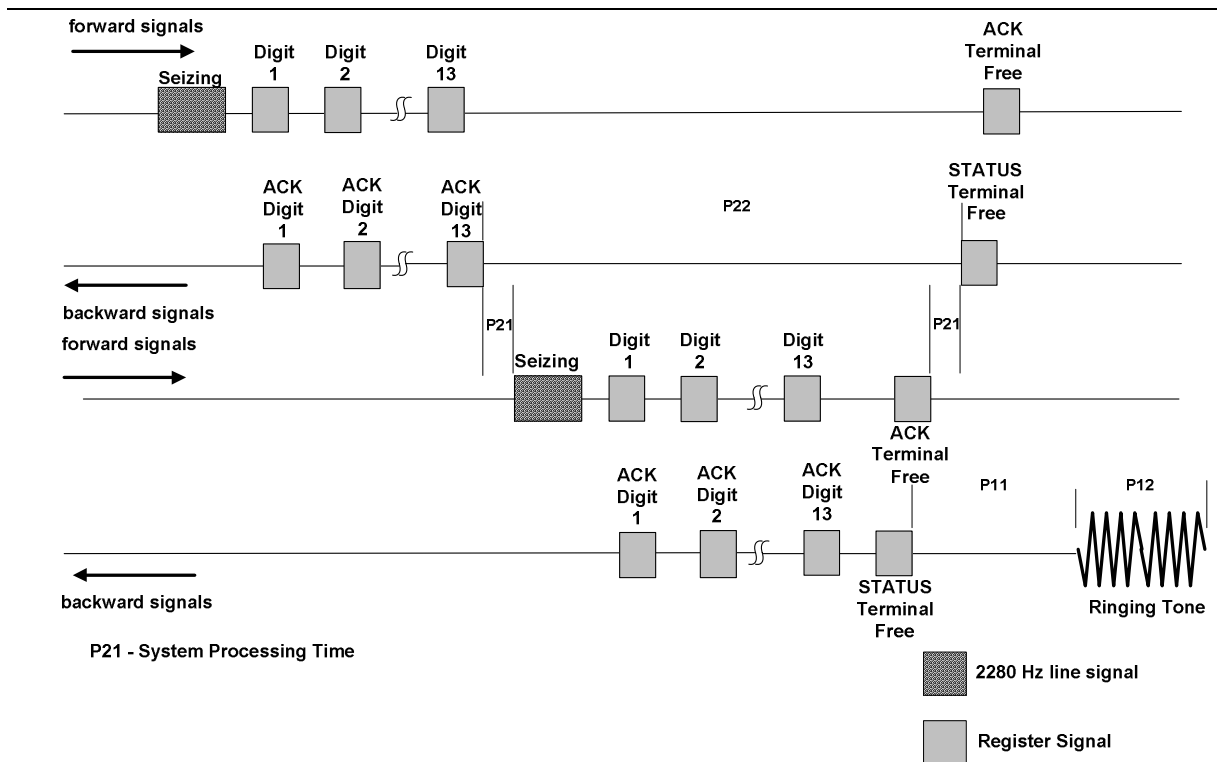 forward signals
Seizing
Digit
1
Digit
2
Digit
13
ACK
Terminal
Free
ACK
Digit
1
ACK
Digit
2
ACK
Digit
13
P22
STATUS
Terminal
Free
backward signals
forward signals
P21
P21
Seizing
Digit
1
Digit
2
Digit
13
ACK
Terminal
Free
ACK
Digit
1
ACK
Digit
2
ACK
Digit
13
P11
P12
STATUS
Terminal
Free
Ringing Tone
backward signals
P21 - System Processing Time
2280 Hz line signal
Register Signal